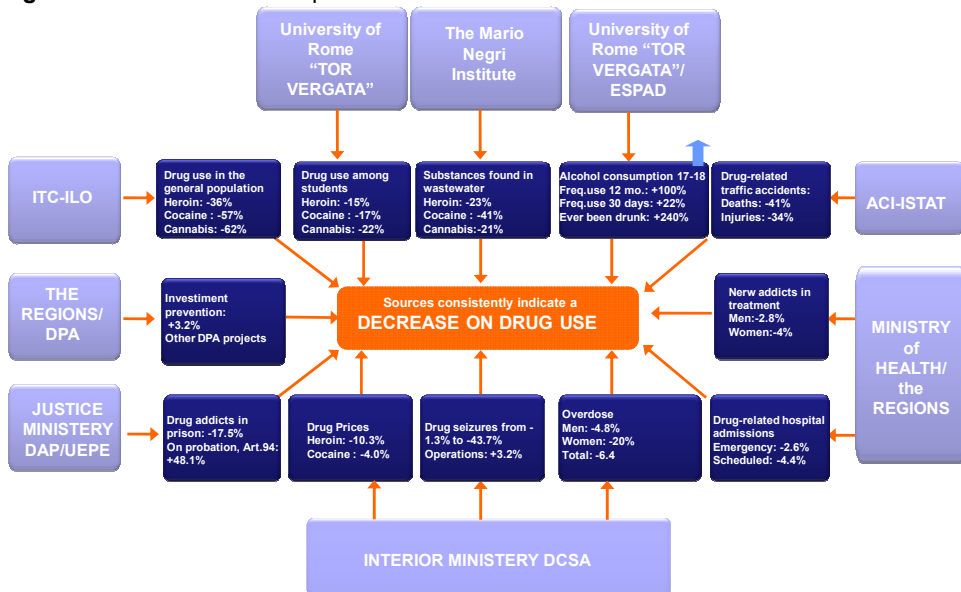 University of
Rome
“TOR
VERGATA”
The Mario
Negri
Institute
University of
Rome “TOR
VERGATA”/
ESPAD
ITC-ILO
Drug use in the
general population
Heroin: -36%
Cocaine : -57%
Cannabis: -62%
Drug use among
students
Heroin: -15%
Cocaine : -17%
Cannabis: -22%
Substances found in
wastewater
Heroin: -23%
Cocaine : -41%
Cannabis:-21%
Alcohol consumption 17-18
Freq.use 12 mo.: +100%
Freq.use 30 days: +22%
Ever been drunk: +240%
Drug-related
traffic accidents:
Deaths: -41%
Injuries: -34%
ACI-ISTAT
THE
REGIONS/
DPA
Investiment
prevention:
+3.2%
Other DPA projects
Sources consistently indicate a
DECREASE ON DRUG USE
Nerw addicts in
treatment
Men:-2.8%
Women:-4%
MINISTRY
of
HEALTH/
the
REGIONS
JUSTICE
MINISTERY
DAP/UEPE
Drug addicts in
prison: -17.5%
On probation, Art.94:
+48.1%
Drug Prices
Heroin: -10.3%
Cocaine : -4.0%
Drug seizures from -
1.3% to -43.7%
Operations: +3.2%
Overdose
Men: -4.8%
Women: -20%
Total: -6.4
Drug-related hospital
admissions
Emergency: -2.6%
Scheduled: -4.4%
INTERIOR MINISTERY DCSA